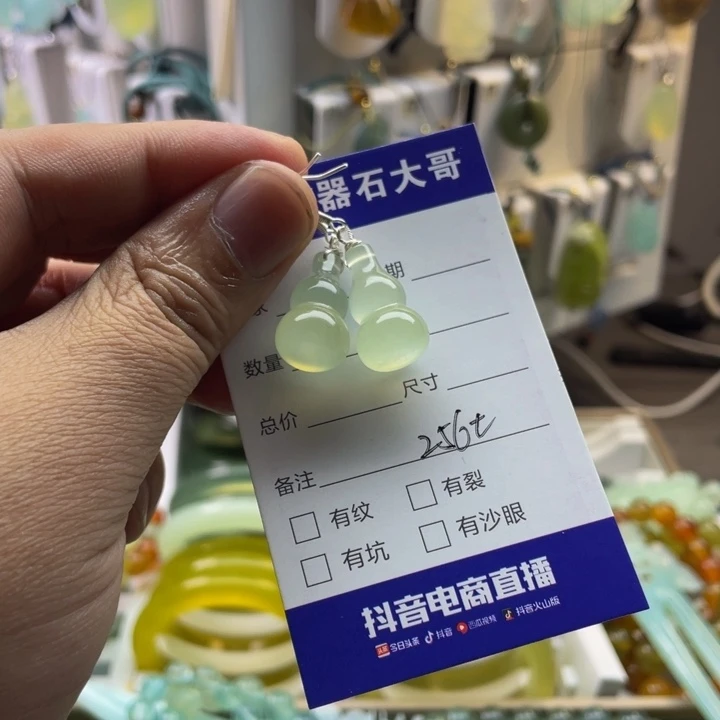 器石大哥
期
数量
尺寸
总价
备注 256t
有纹 有裂
有坑 有沙眼
抖音电商直播
今日头条 抖音 西瓜视频 抖音火山版